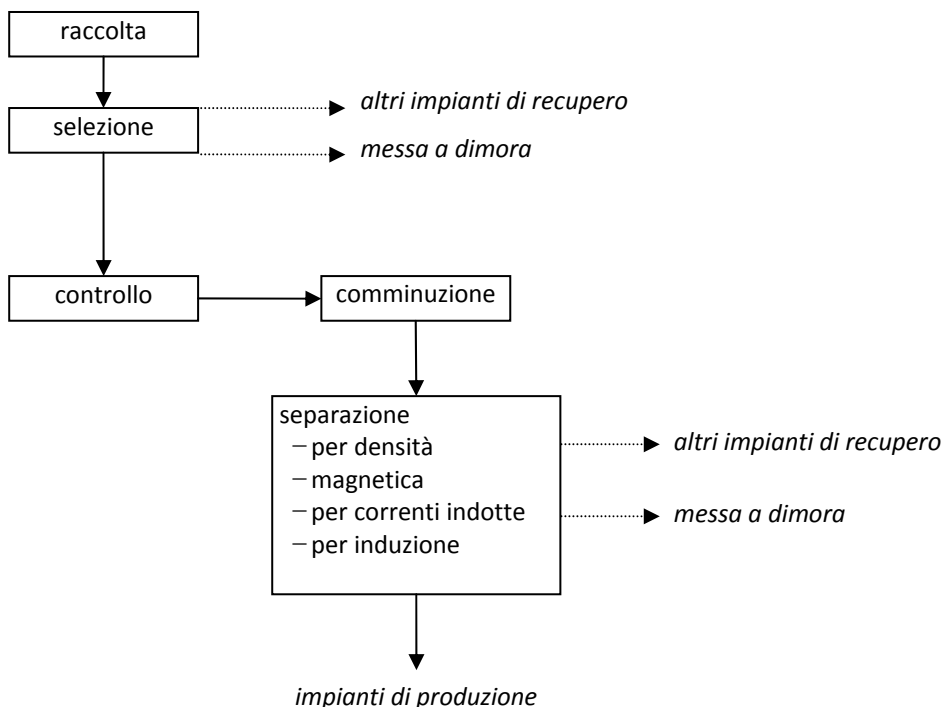 raccolta
altri impianti di recupero
selezione
messa a dimora
controllo
comminuzione
separazione
– per densità
– magnetica
– per correnti indotte
– per induzione
altri impianti di recupero
messa a dimora
impianti di produzione